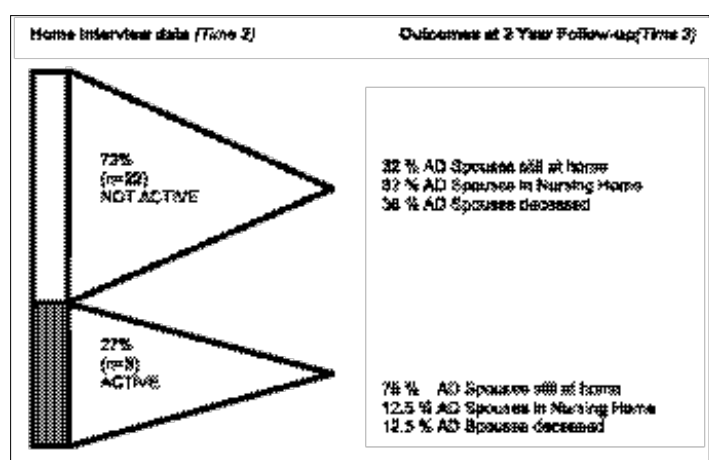 Home Interview data (Time 2)
Outcomes at 2 Year Follow-up(Time 3)
73%
(n=22)
NOT ACTIVE
32 % AD Spouses still at home
32 % AD Spouses in Nursing Home
36 % AD Spouses deceased
27%
(n=8)
ACTIVE
75 % AD Spouses still at home
12.5 % AD Spouses in Nursing Home
12.5 % AD Spouses deceased